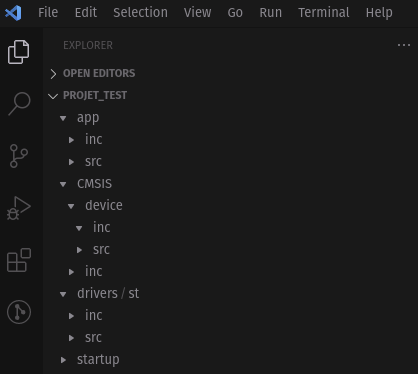 File Edit Selection View Go Run Terminal Help
EXPLORER
OPEN EDITORS
PROJET_TEST
app
inc
src
CMSIS
device
inc
src
inc
drivers / st
inc
src
startup